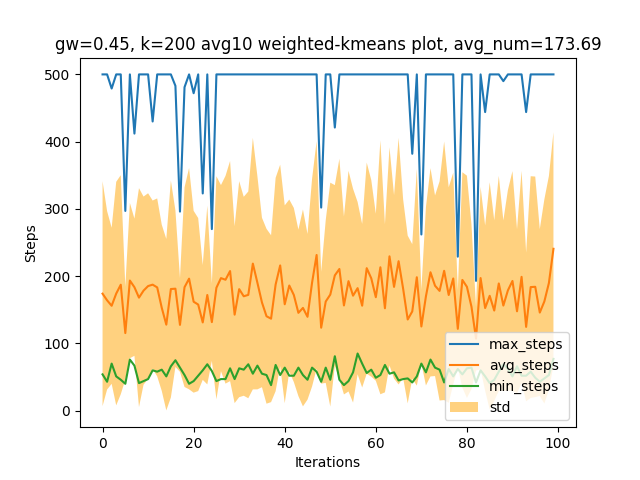 gw=0.45, k=200 avg10 weighted-kmeans plot, avg_num=173.69
500
400
300
200
100
0
Steps
0 20 40 60 80 100
Iterations
max_steps
avg_steps
min_steps
std